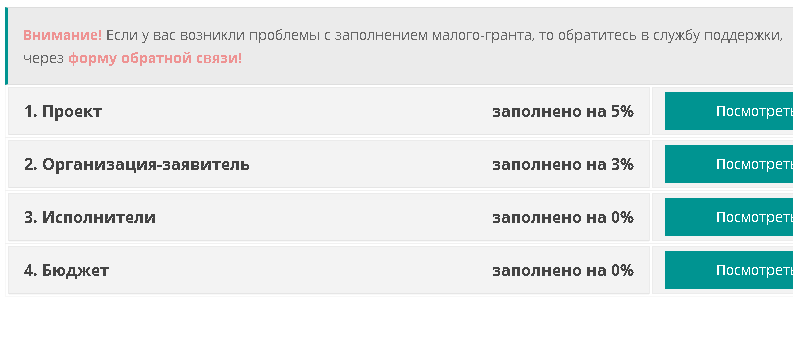 Внимание! Если у вас возникли проблемы с заполнением малого-гранта, то обратитесь в службу поддержки,
через форму обратной связи!
1. Проект заполнено на 5% Посмотреть
2. Организация-заявитель заполнено на 3% Посмотреть
3. Исполнители заполнено на 0% Посмотреть
4. Бюджет заполнено на 0% Посмотреть